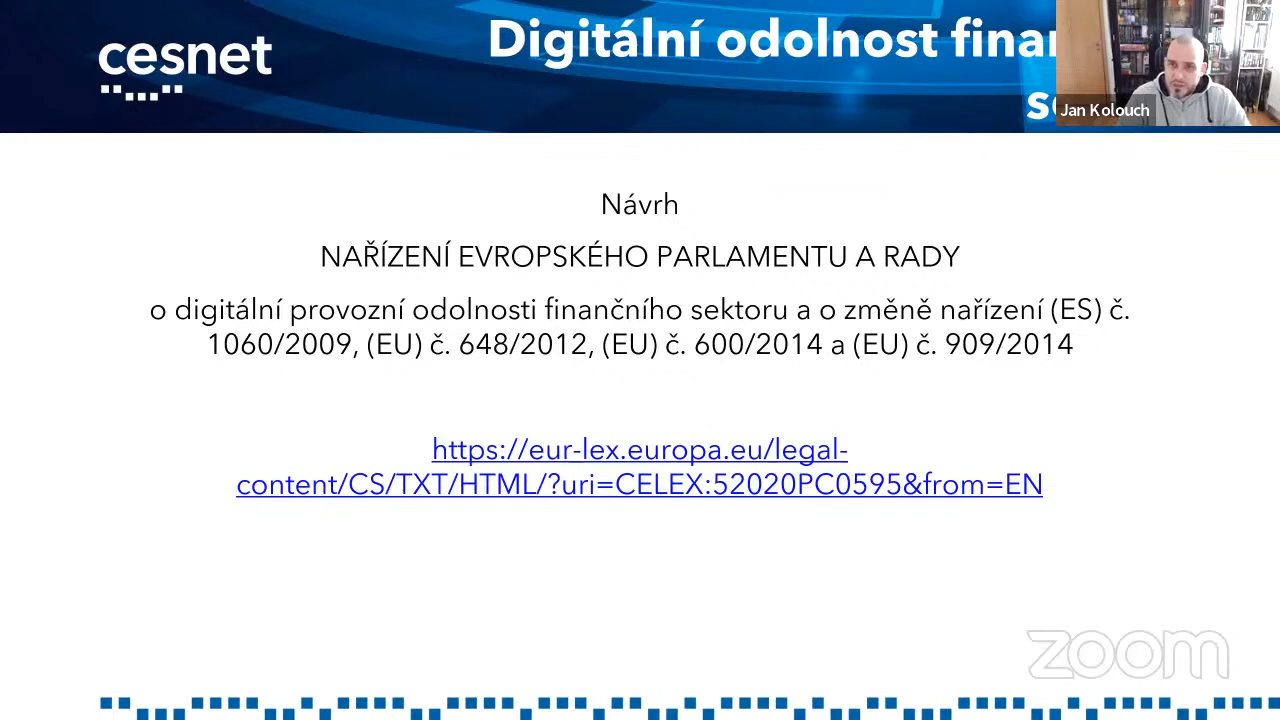 cesnet
Digitální odolnost
Jan Kolouch
Návrh
NAŘÍZENÍ EVROPSKÉHO PARLAMENTU A RADY
o digitální provozní odolnosti finančního sektoru a o změně nařízení (ES) č.
1060/2009, (EU) č. 648/2012, (EU) č. 600/2014 a (EU) č. 909/2014
https://eur-lex.europa.eu/legal-
content/CS/TXT/HTML/?uri=CELEX:52020PC0595&from=EN
zoom